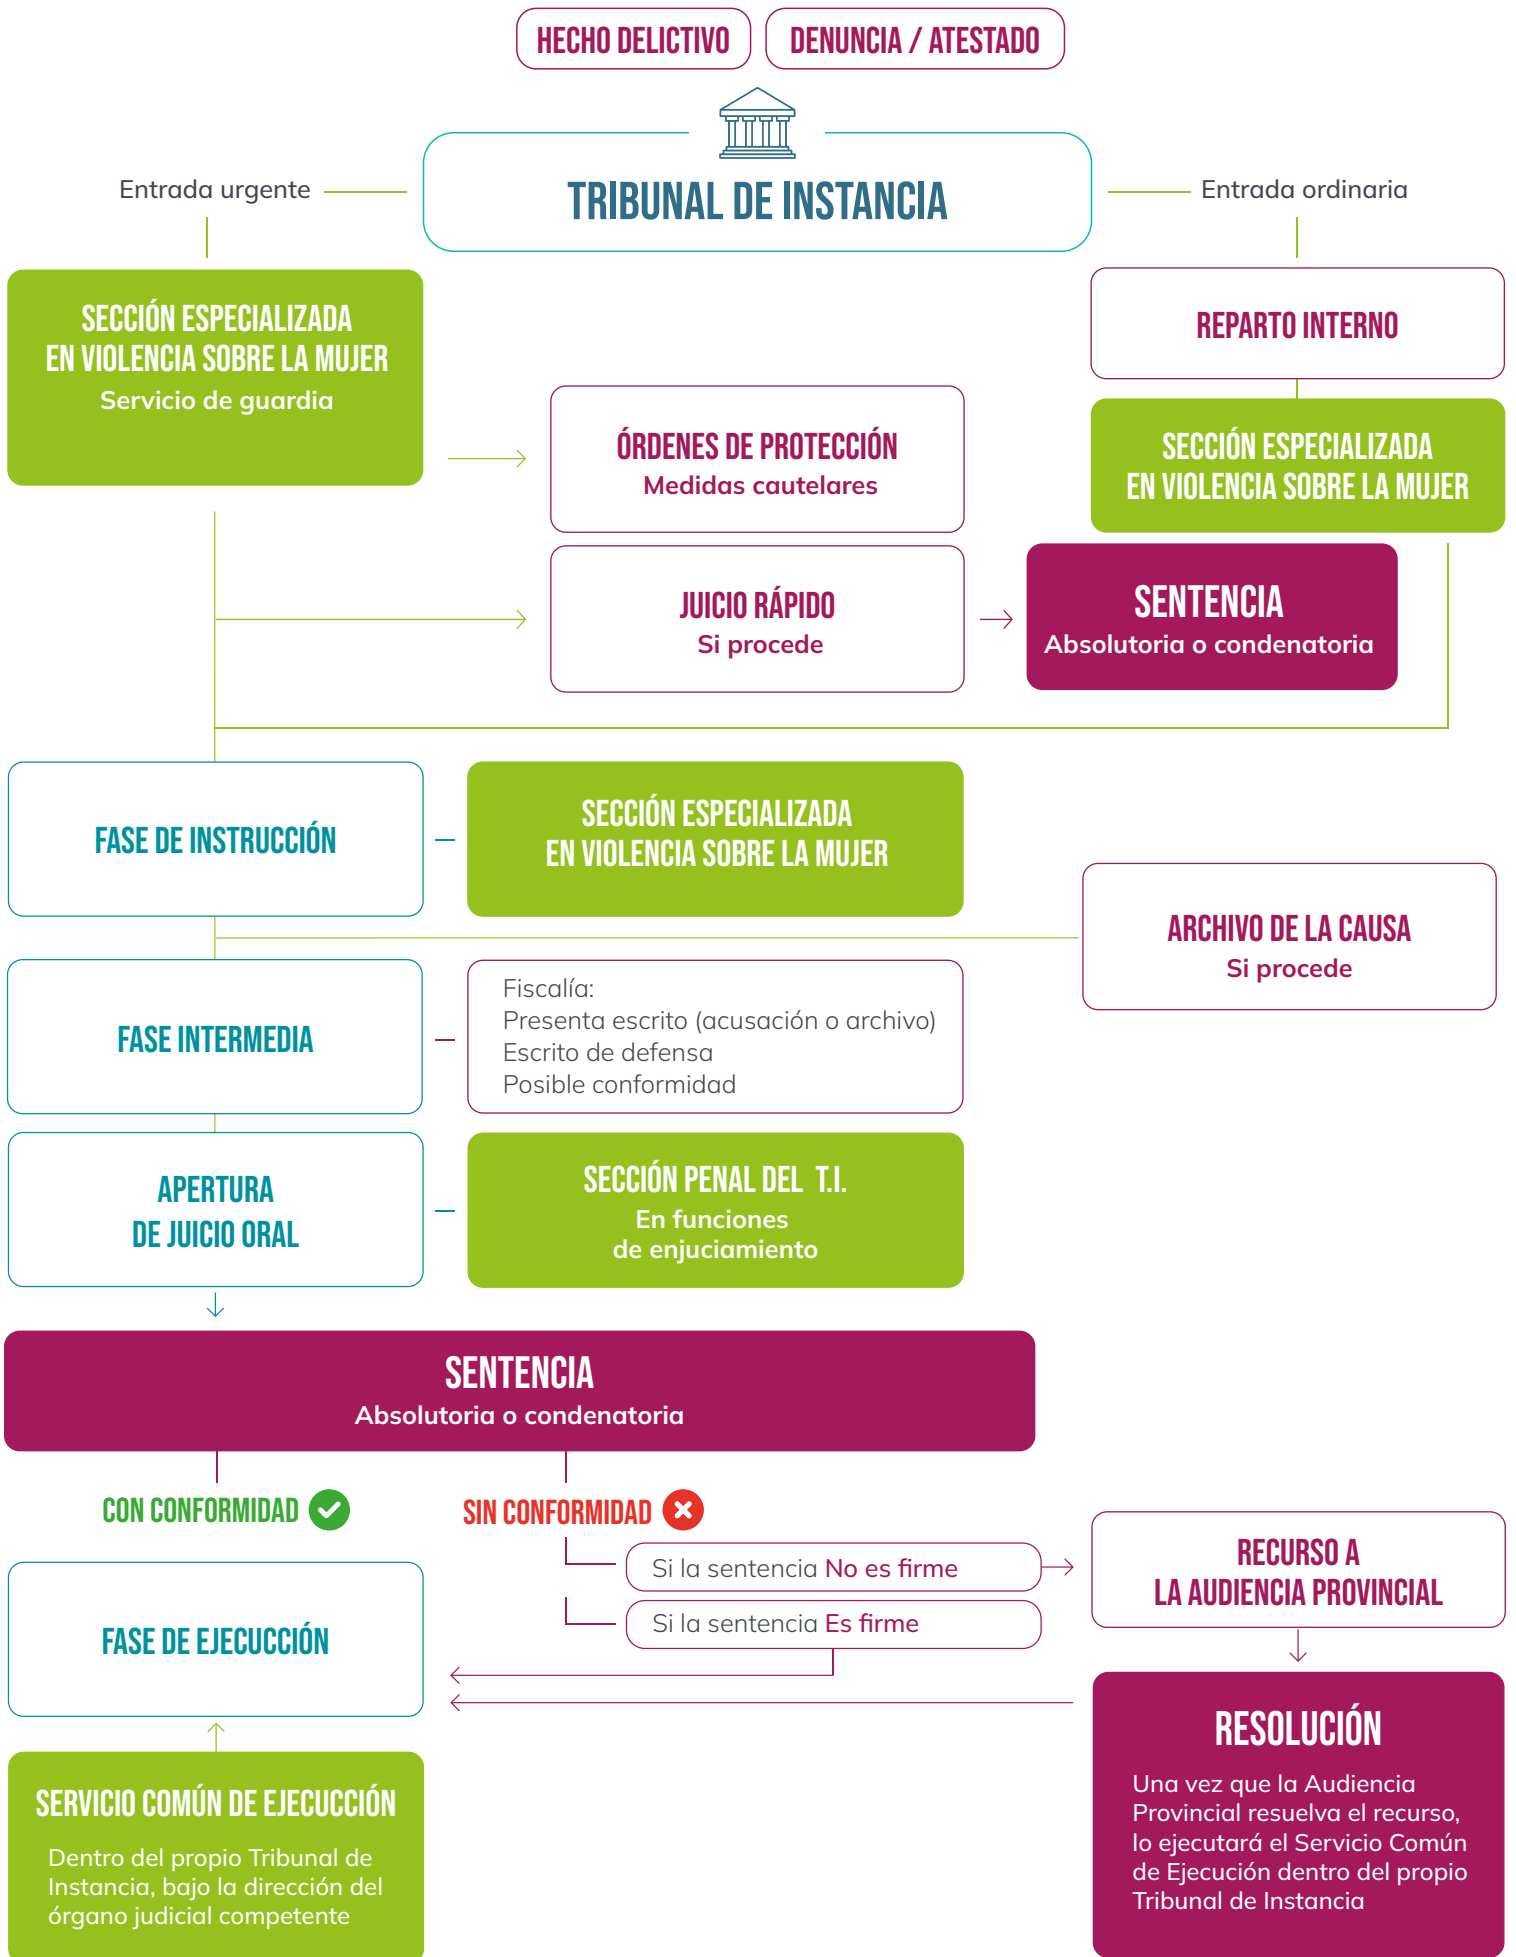 HECHO DELICTIVO
DENUNCIA / ATESTADO
TRIBUNAL DE INSTANCIA
Entrada urgente
Entrada ordinaria
SECCIÓN ESPECIALIZADA
EN VIOLENCIA SOBRE LA MUJER
Servicio de guardia
REPARTO INTERNO
ÓRDENES DE PROTECCIÓN
Medidas cautelares
SECCIÓN ESPECIALIZADA
EN VIOLENCIA SOBRE LA MUJER
JUICIO RÁPIDO
Si procede
SENTENCIA
Absolutoria o condenatoria
FASE DE INSTRUCCIÓN
SECCIÓN ESPECIALIZADA
EN VIOLENCIA SOBRE LA MUJER
ARCHIVO DE LA CAUSA
Si procede
FASE INTERMEDIA
Fiscalía:
Presenta escrito (acusación o archivo)
Escrito de defensa
Posible conformidad
APERTURA
DE JUICIO ORAL
SECCIÓN PENAL DEL T.I.
En funciones
de enjuciamiento
SENTENCIA
Absolutoria o condenatoria
CON CONFORMIDAD
SIN CONFORMIDAD
Si la sentencia No es firme
Si la sentencia Es firme
RECURSO A
LA AUDIENCIA PROVINCIAL
FASE DE EJECUCCIÓN
SERVICIO COMÚN DE EJECUCCIÓN
Dentro del propio Tribunal de
Instancia, bajo la dirección del
órgano judicial competente
RESOLUCIÓN
Una vez que la Audiencia
Provincial resuelva el recurso,
lo ejecutará el Servicio Común
de Ejecución dentro del propio
Tribunal de Instancia